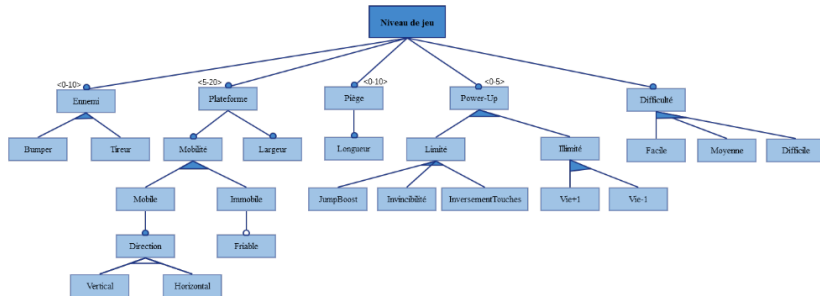 Niveau de jeu
<0-10>
<5-20>
<0-10>
<0-5>
Ennemi
Plateforme
Piège
Power-Up
Difficulté
Bumper
Tireur
Mobilité
Largeur
Longueur
Limité
Illimité
Facile
Moyenne
Difficile
Mobile
Immobile
JumpBoost
Invincibilité
InversementTouches
Vie+1
Vie-1
Direction
Friable
Vertical
Horizontal